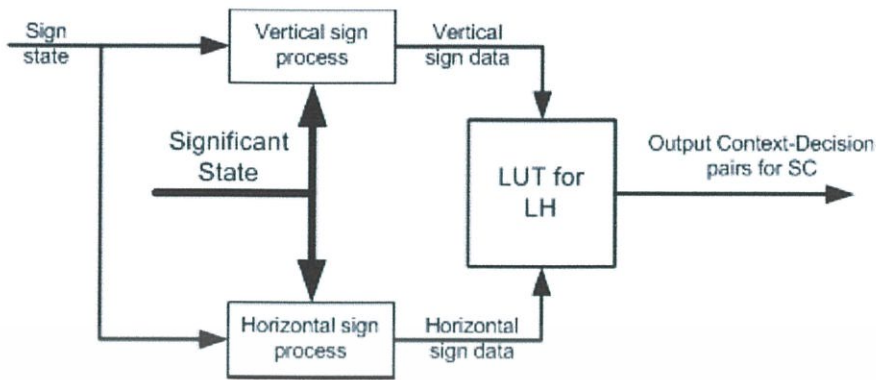 Sign
state
Vertical sign
process
Vertical
sign data
Significant
State
LUT for
LH
Output Context-Decision
pairs for SC
Horizontal sign
process
Horizontal
sign data